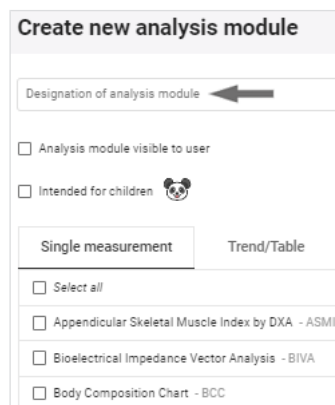 Create new analysis module
Designation of analysis module
Analysis module visible to user
Intended for children
Single measurement Trend/Table
Select all
Appendicular Skeletal Muscle Index by DXA - ASMI
Bioelectrical Impedance Vector Analysis - BIVA
Body Composition Chart - BCC